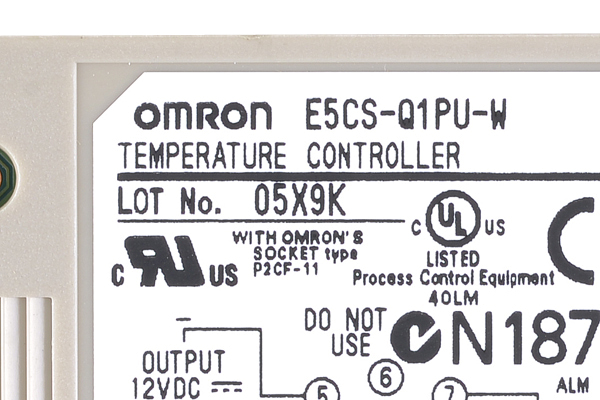 OMRON E5CS-Q1PU-W
TEMPERATURE CONTROLLER
LOT No. 05X9K
c UL US
LISTED
Process Control Equipment
40LM
c RU US
WITH OMRON'S
SOCKET type
P2CF-11
DO NOT
USE
N187
OUTPUT
12VDC
5 6 7
ALM